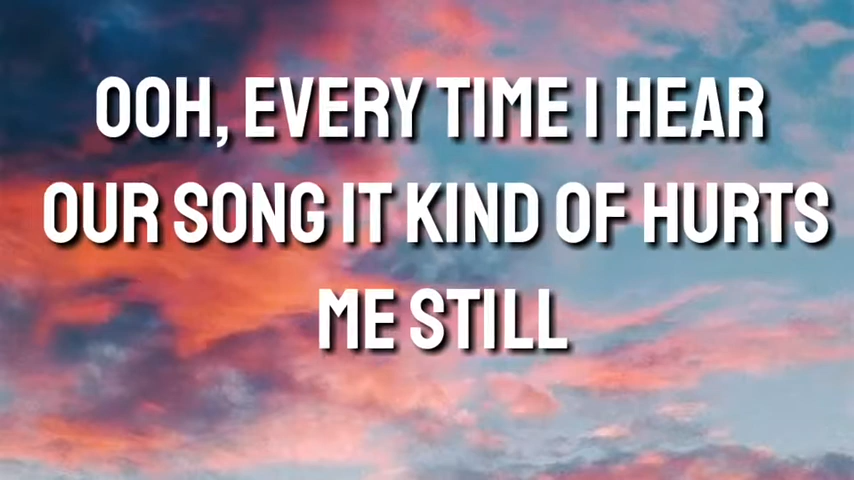 OOH, EVERY TIME I HEAR
OUR SONG IT KIND OF HURTS
ME STILL